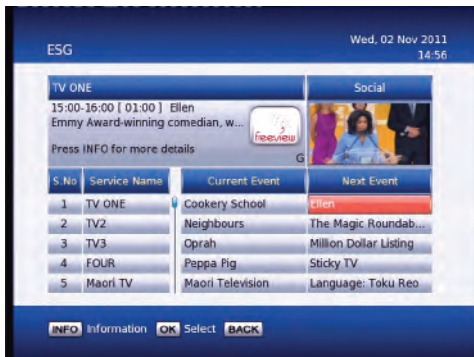 ESG
Wed, 02 Nov 2011
14:56
TV ONE
Social
15:00-16:00 [ 01:00 ] Ellen
Emmy Award-winning comedian, w...
freeview
Press INFO for more details
G
S.No Service Name Current Event Next Event
1 TV ONE Cookery School Ellen
2 TV2 Neighbours The Magic Roundab...
3 TV3 Oprah Million Dollar Listing
4 FOUR Peppa Pig Sticky TV
5 Maori TV Maori Television Language: Toku Reo
INFO Information OK Select BACK